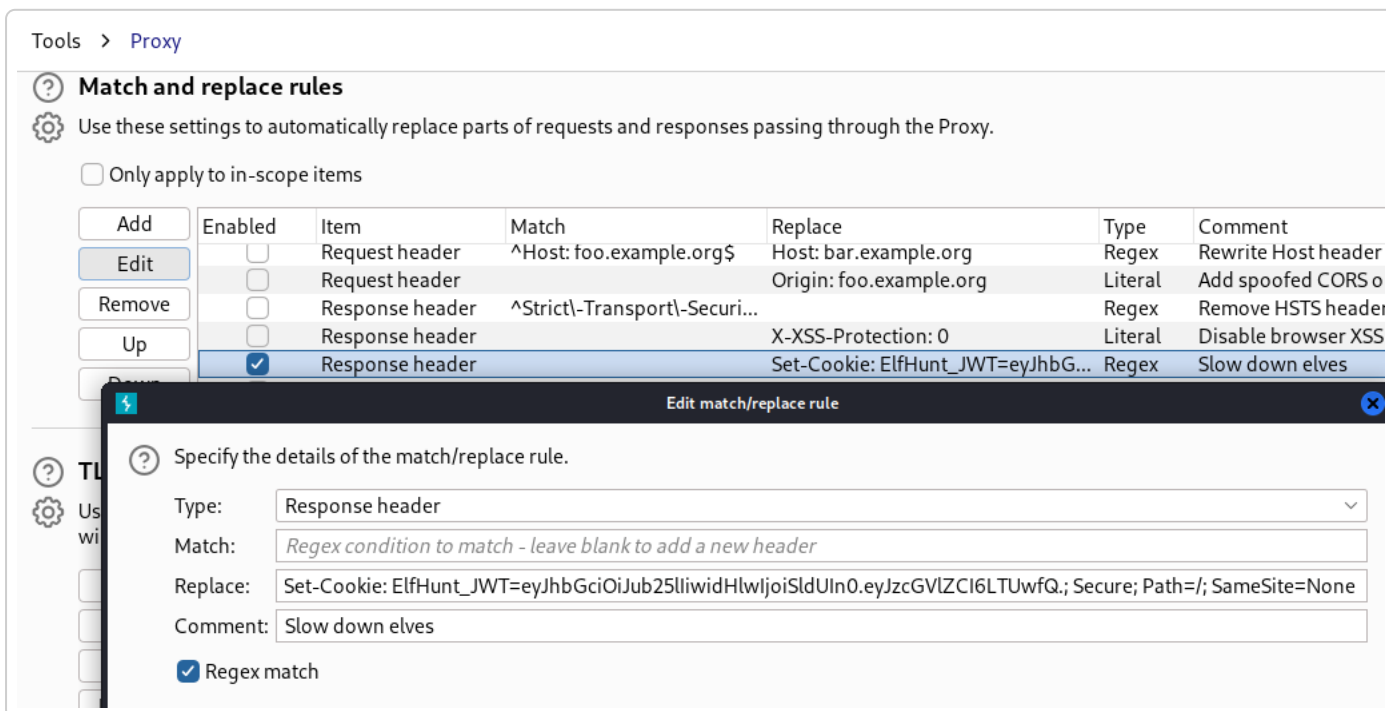 Tools > Proxy
Match and replace rules
Use these settings to automatically replace parts of requests and responses passing through the Proxy.
Only apply to in-scope items
Add
Edit
Remove
Up
Down
Enabled Item Match Replace Type Comment
Request header ^Host: foo.example.org$ Host: bar.example.org Regex Rewrite Host header
Request header Origin: foo.example.org Literal Add spoofed CORS o
Response header ^Strict\-Transport\-Securi... Regex Remove HSTS header
Response header X-XSS-Protection: 0 Literal Disable browser XSS
Response header Set-Cookie: ElfHunt_JWT=eyJhbG... Regex Slow down elves
TL
Us
wi
Edit match/replace rule
Specify the details of the match/replace rule.
Type: Response header
Match: Regex condition to match - leave blank to add a new header
Replace: Set-Cookie: ElfHunt_JWT=eyJhbGciOiJub25lIiwidHlwIjoiSldUIn0.eyJzcGVlZCI6LTUwfQ.; Secure; Path=/; SameSite=None
Comment: Slow down elves
Regex match